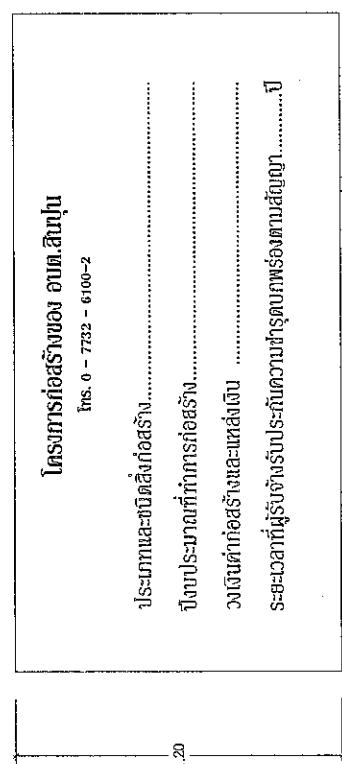 โครงการก่อสร้างของ อบต.สินปุน
โทร. 0 - 7732 - 6100-2
ประเภทและชนิดสิ่งก่อสร้าง................................................
ปีงบประมาณที่ทำการก่อสร้าง................................................
วงเงินค่าก่อสร้างและแหล่งเงิน ................................................
ระยะเวลาที่ผู้รับจ้างรับประกันความชำรุดบกพร่องตามสัญญา............ปี
.20